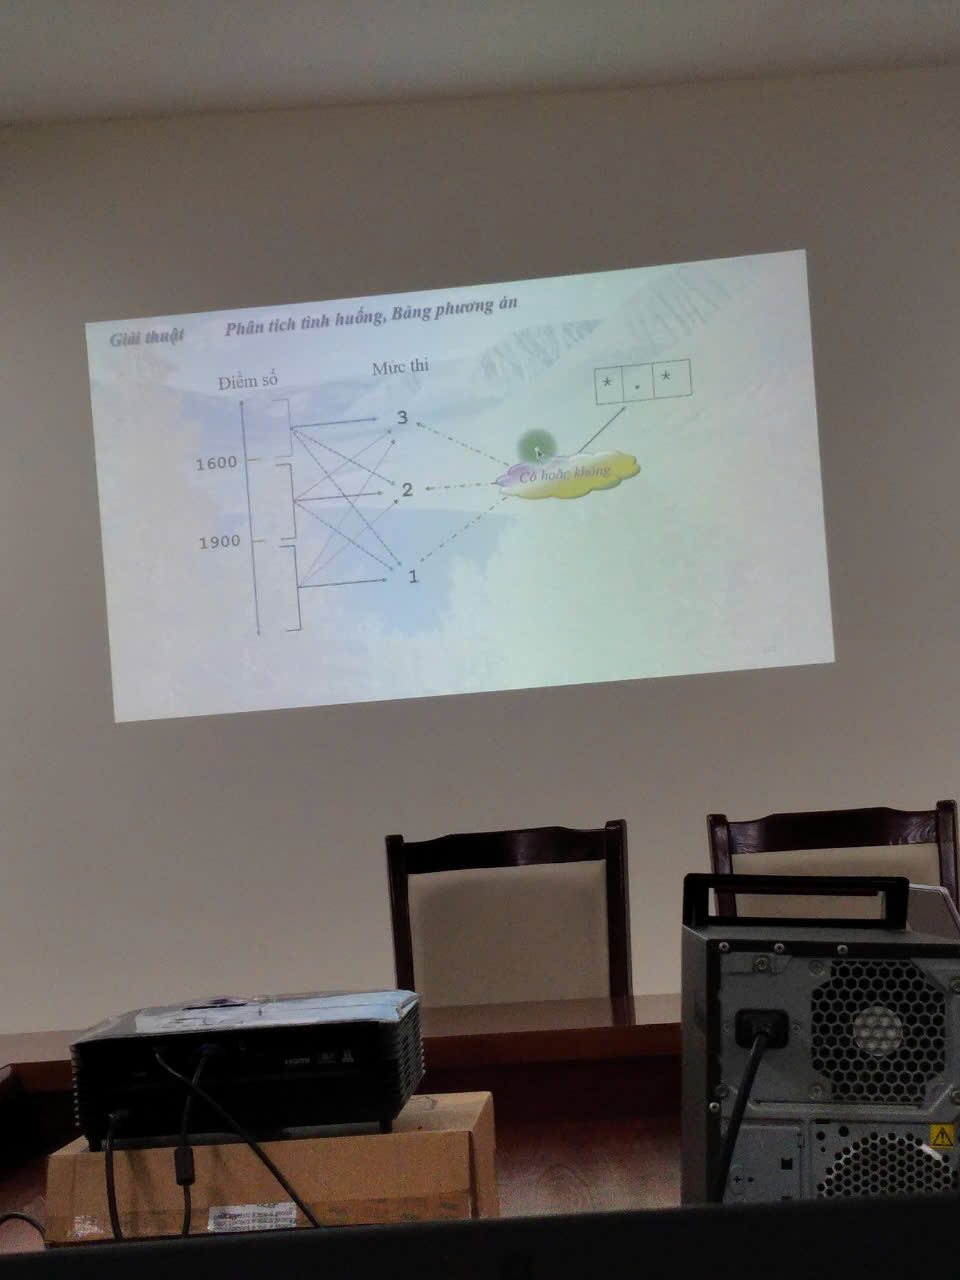 Giải thuật
Phân tích tình huống, Bảng phương án
Điểm số
Mức thi
* . *
3
1600
Có hoặc không
2
1900
1
HDMI